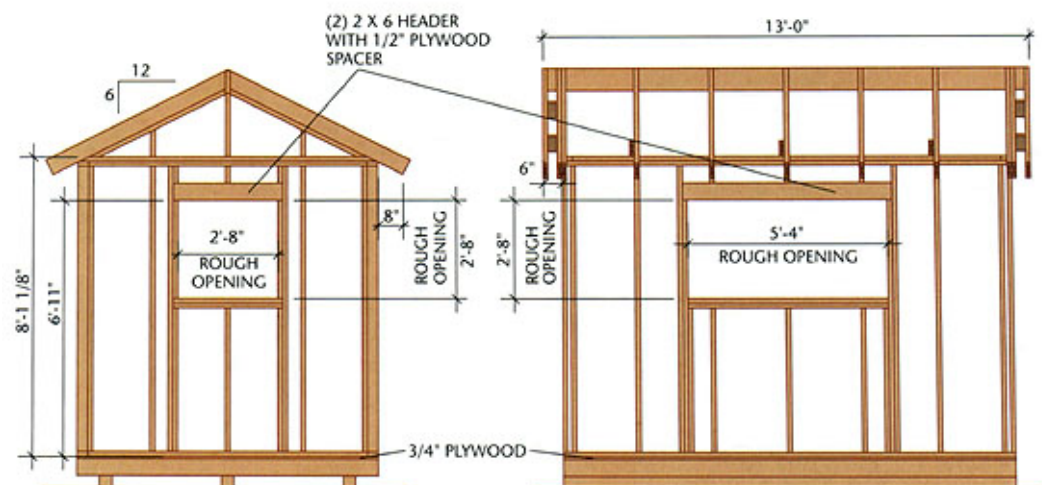 (2) 2 X 6 HEADER
WITH 1/2" PLYWOOD
SPACER
13'-0"
12
6
6"
8"
2'-8"
ROUGH
OPENING
ROUGH
OPENING
2'-8"
2'-8"
ROUGH
OPENING
5'-4"
ROUGH OPENING
8'-1 1/8"
6'-11"
3/4" PLYWOOD